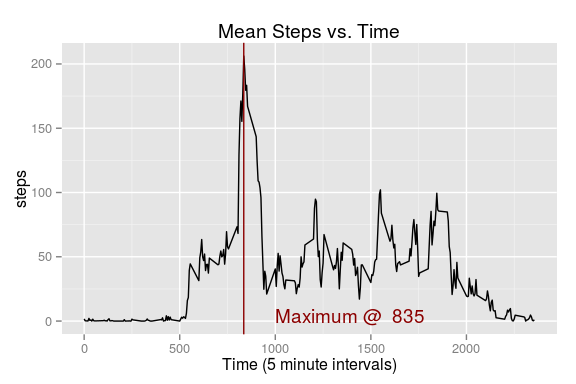 Mean Steps vs. Time
200
150
100
50
0
steps
Maximum @ 835
0 500 1000 1500 2000
Time (5 minute intervals)